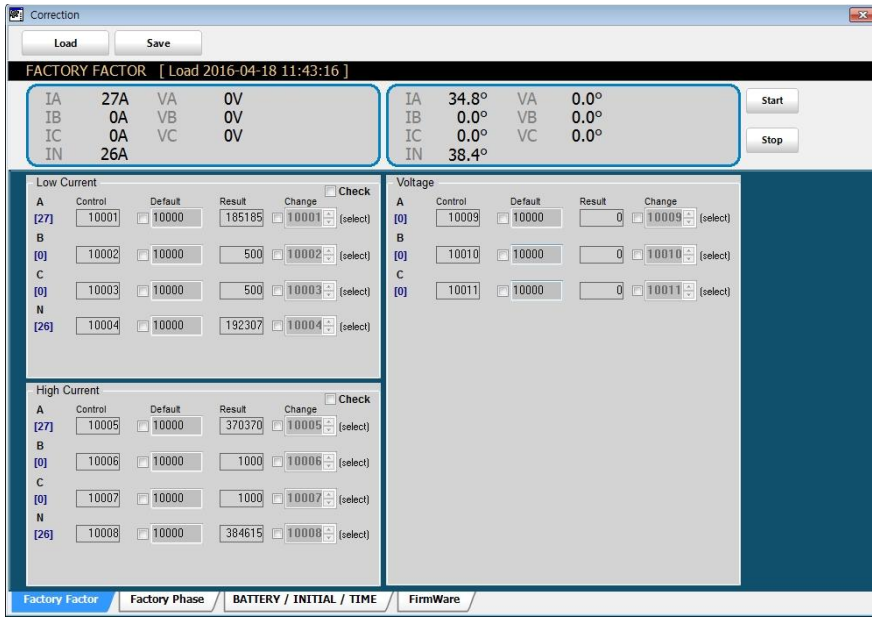 Correction
Load Save
FACTORY FACTOR [ Load 2016-04-18 11:43:16 ]
IA 27A VA 0V
IB 0A VB 0V
IC 0A VC 0V
IN 26A
IA 34.8° VA 0.0°
IB 0.0° VB 0.0°
IC 0.0° VC 0.0°
IN 38.4°
Start
Stop
Low Current
Check
A Control Default Result Change
[27] 10001 10000 185185 10001 (select)
B
[0] 10002 10000 500 10002 (select)
C
[0] 10003 10000 500 10003 (select)
N
[26] 10004 10000 192307 10004 (select)
High Current
Check
A Control Default Result Change
[27] 10005 10000 370370 10005 (select)
B
[0] 10006 10000 1000 10006 (select)
C
[0] 10007 10000 1000 10007 (select)
N
[26] 10008 10000 384615 10008 (select)
Voltage
A Control Default Result Change
[0] 10009 10000 0 10009 (select)
B
[0] 10010 10000 0 10010 (select)
C
[0] 10011 10000 0 10011 (select)
Factory Factor Factory Phase BATTERY / INITIAL / TIME FirmWare